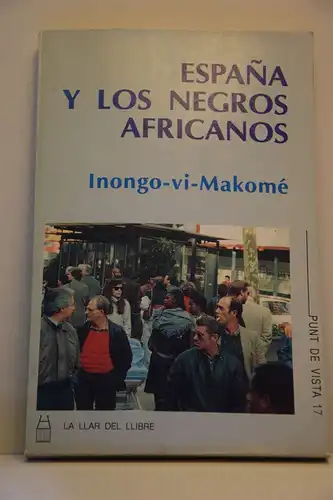 ESPAÑA
Y LOS NEGROS
AFRICANOS
Inongo-vi-Makomé
PUNT DE VISTA 17
LA LLAR DEL LLIBRE